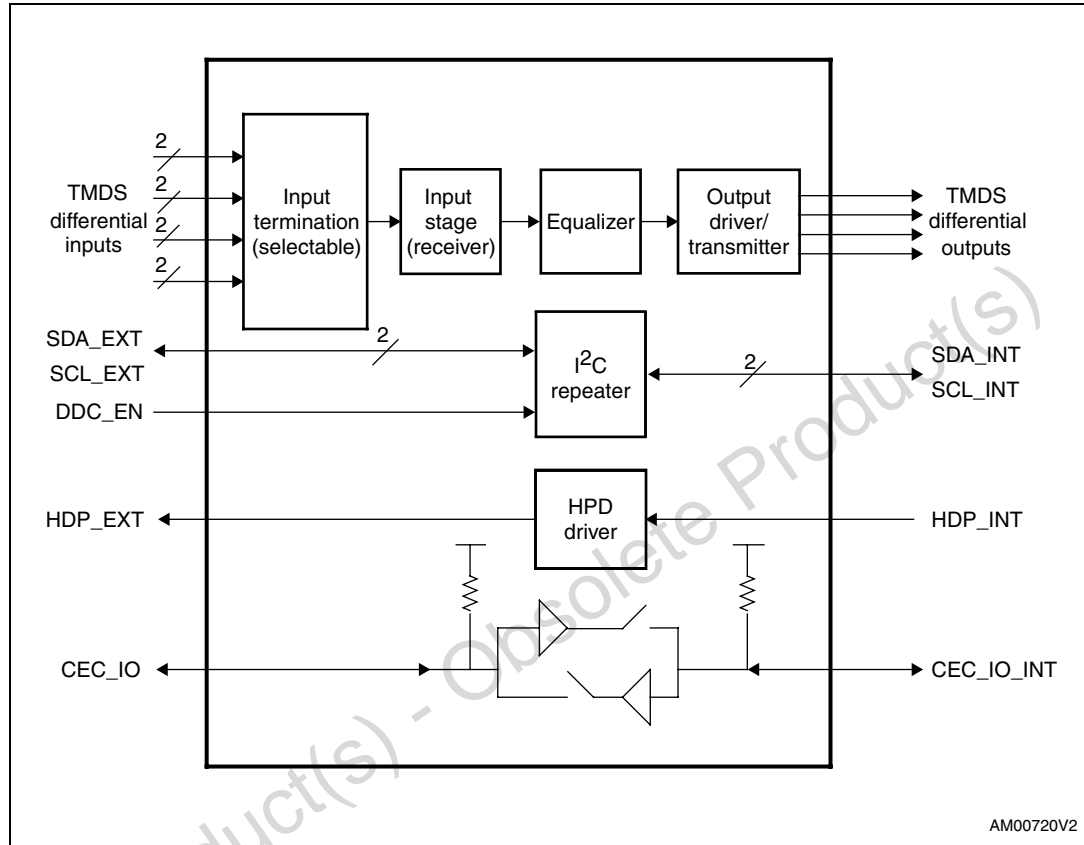 2
TMDS
differential
inputs
2
2
2
Input
termination
(selectable)
Input
stage
(receiver)
Equalizer
Output
driver/
transmitter
TMDS
differential
outputs
SDA_EXT
SCL_EXT
DDC_EN
2
I²C
repeater
2
SDA_INT
SCL_INT
HDP_EXT
HPD
driver
HDP_INT
CEC_IO
CEC_IO_INT
duct(s) - Obsolete Product(s)
AM00720V2